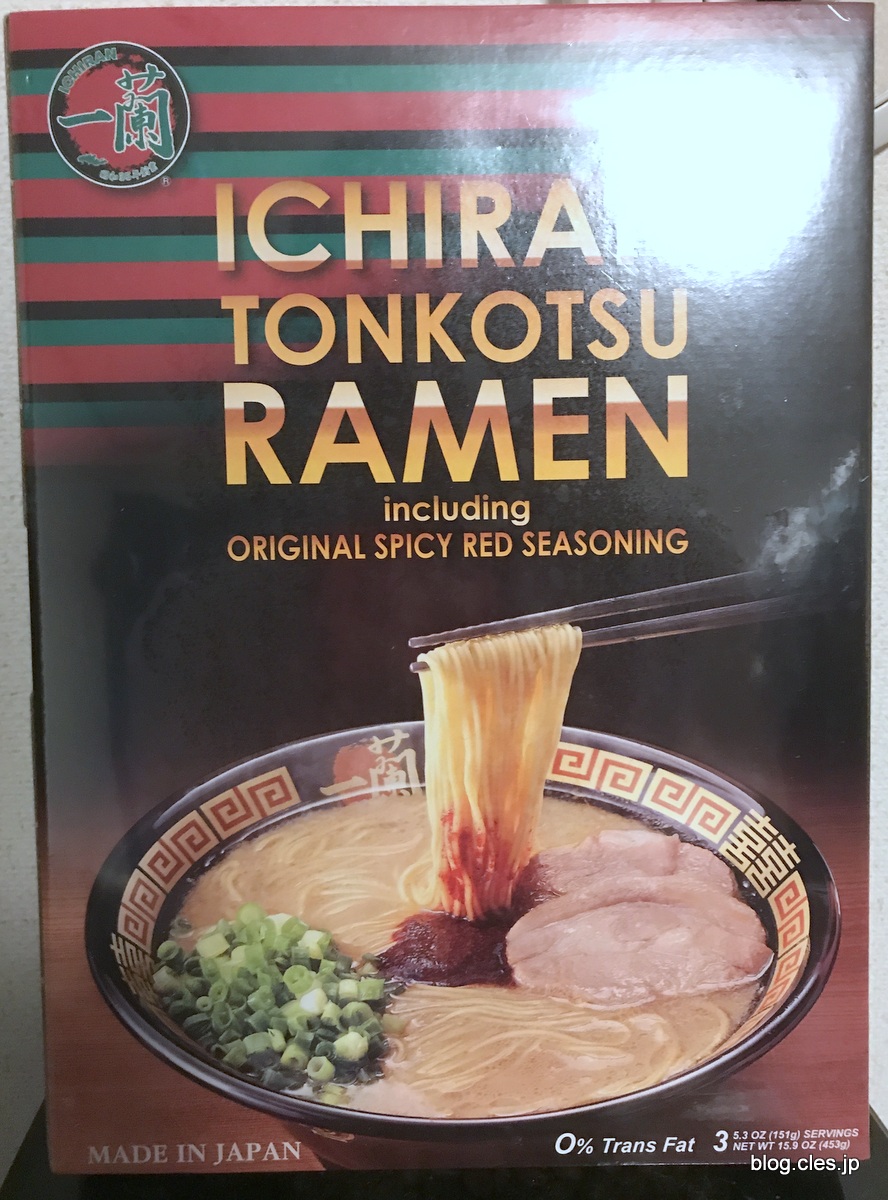 ICHIRAN
一蘭
®
ICHIRA
TONKOTSU
RAMEN
including
ORIGINAL SPICY RED SEASONING
一蘭
囍
MADE IN JAPAN
0% Trans Fat
3 5.3 OZ (151g) SERVINGS
NET WT 15.9 OZ (453g)
blog.cles.jp